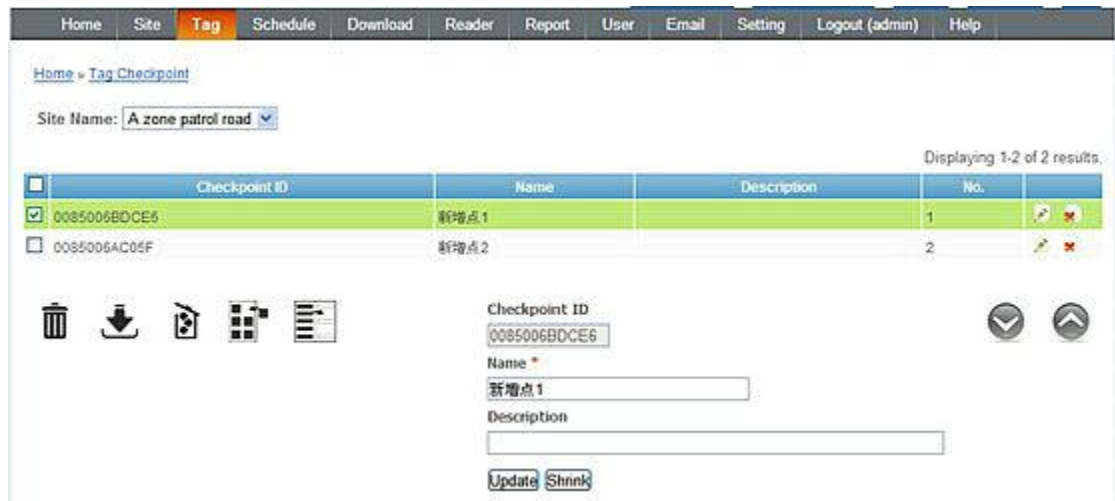 Home Site Tag Schedule Download Reader Report User Email Setting Logout (admin) Help
Home » Tag Checkpoint
Site Name: A zone patrol road
Displaying 1-2 of 2 results.
Checkpoint ID Name Description No.
0085006BDCE6 新增点1 1
0085006AC05F 新增点2 2
Checkpoint ID
0085006BDCE6
Name *
新增点1
Description
Update Shrink